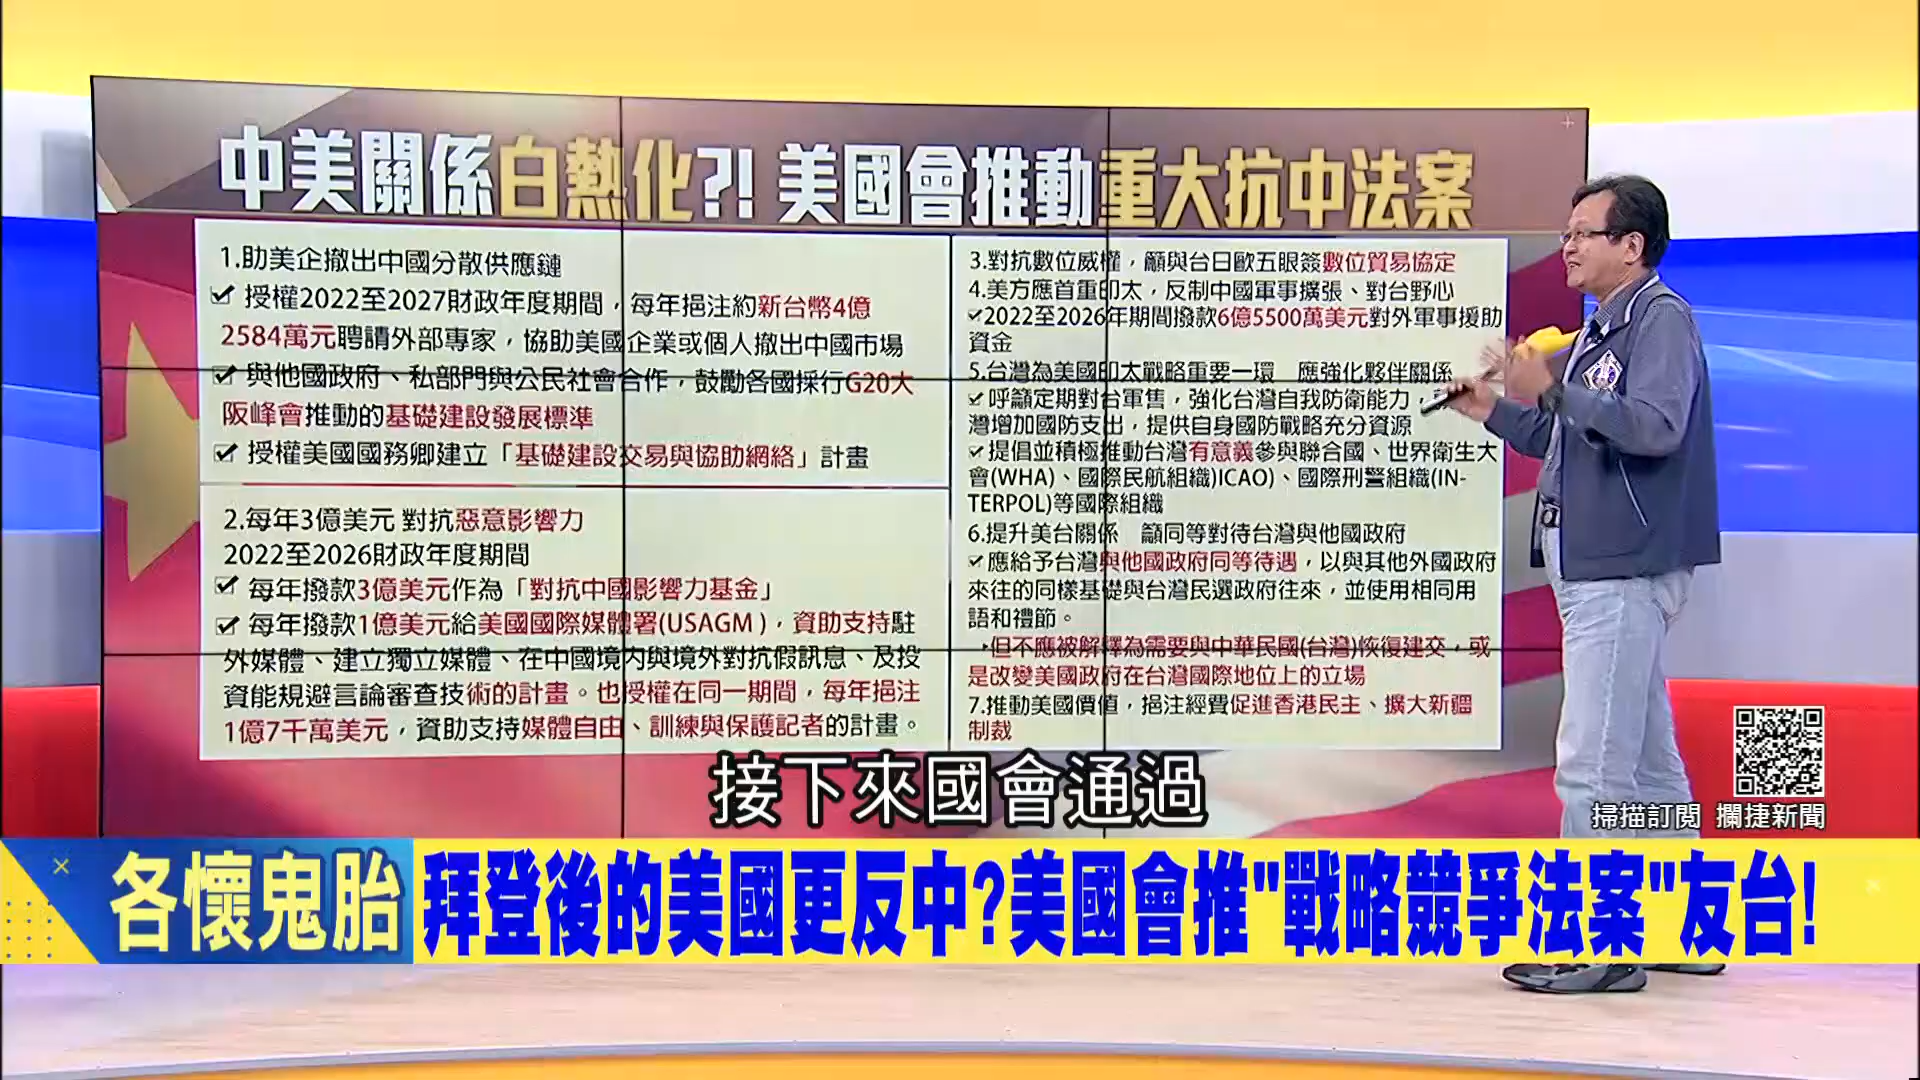 中美關係白熱化?! 美國會推動重大抗中法案
1.助美企撤出中國分散供應鏈
授權2022至2027財政年度期間，每年挹注約新台幣4億
2584萬元聘請外部專家，協助美國企業或個人撤出中國市場
與他國政府、私部門與公民社會合作，鼓勵各國採行G20大
阪峰會推動的基礎建設發展標準
授權美國國務卿建立「基礎建設交易與協助網絡」計畫
2.每年3億美元 對抗惡意影響力
2022至2026財政年度期間
每年撥款3億美元作為「對抗中國影響力基金」
每年撥款1億美元給美國國際媒體署(USAGM)，資助支持駐
外媒體、建立獨立媒體、在中國境內與境外對抗假訊息、及投
資能規避言論審查技術的計畫。也授權在同一期間，每年挹注
1億7千萬美元，資助支持媒體自由、訓練與保護記者的計畫。
3.對抗數位威權，籲與台日歐五眼簽數位貿易協定
4.美方應首重印太，反制中國軍事擴張、對台野心
2022至2026年期間撥款6億5500萬美元對外軍事援助
資金
5.台灣為美國印太戰略重要一環 應強化夥伴關係
呼籲定期對台軍售，強化台灣自我防衛能力，
灣增加國防支出，提供自身國防戰略充分資源
提倡並積極推動台灣有意義參與聯合國、世界衛生大
會(WHA)、國際民航組織)ICAO)、國際刑警組織(IN-
TERPOL)等國際組織
6.提升美台關係 籲同等對待台灣與他國政府
應給予台灣與他國政府同等待遇，以與其他外國政府
來往的同樣基礎與台灣民選政府往來，並使用相同用
語和禮節。
但不應被解釋為需要與中華民國(台灣)恢復建交，或
是改變美國政府在台灣國際地位上的立場
7.推動美國價值，挹注經費促進香港民主、擴大新疆
制裁
掃描訂閱 攔捷新聞
接下來國會通過
各懷鬼胎
拜登後的美國更反中?美國會推"戰略競爭法案"友台!